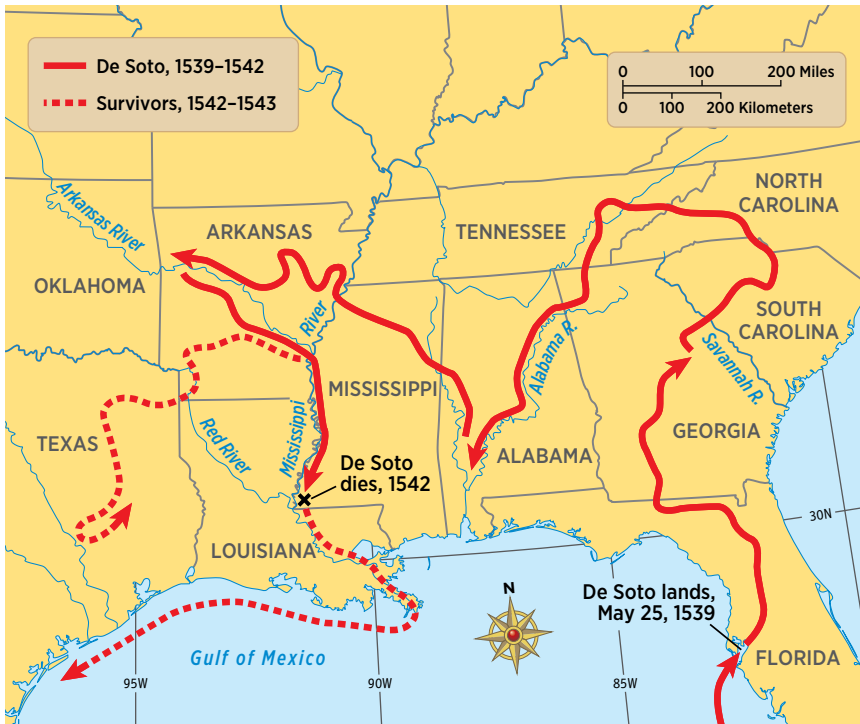 De Soto, 1539–1542
Survivors, 1542–1543
0 100 200 Miles
0 100 200 Kilometers
NORTH
CAROLINA
Arkansas River
ARKANSAS
TENNESSEE
OKLAHOMA
River
SOUTH
CAROLINA
Alabama R.
Savannah R.
MISSISSIPPI
Mississippi
TEXAS
Red River
GEORGIA
ALABAMA
De Soto
dies, 1542
30N
LOUISIANA
N
De Soto lands,
May 25, 1539
Gulf of Mexico
FLORIDA
95W
90W
85W